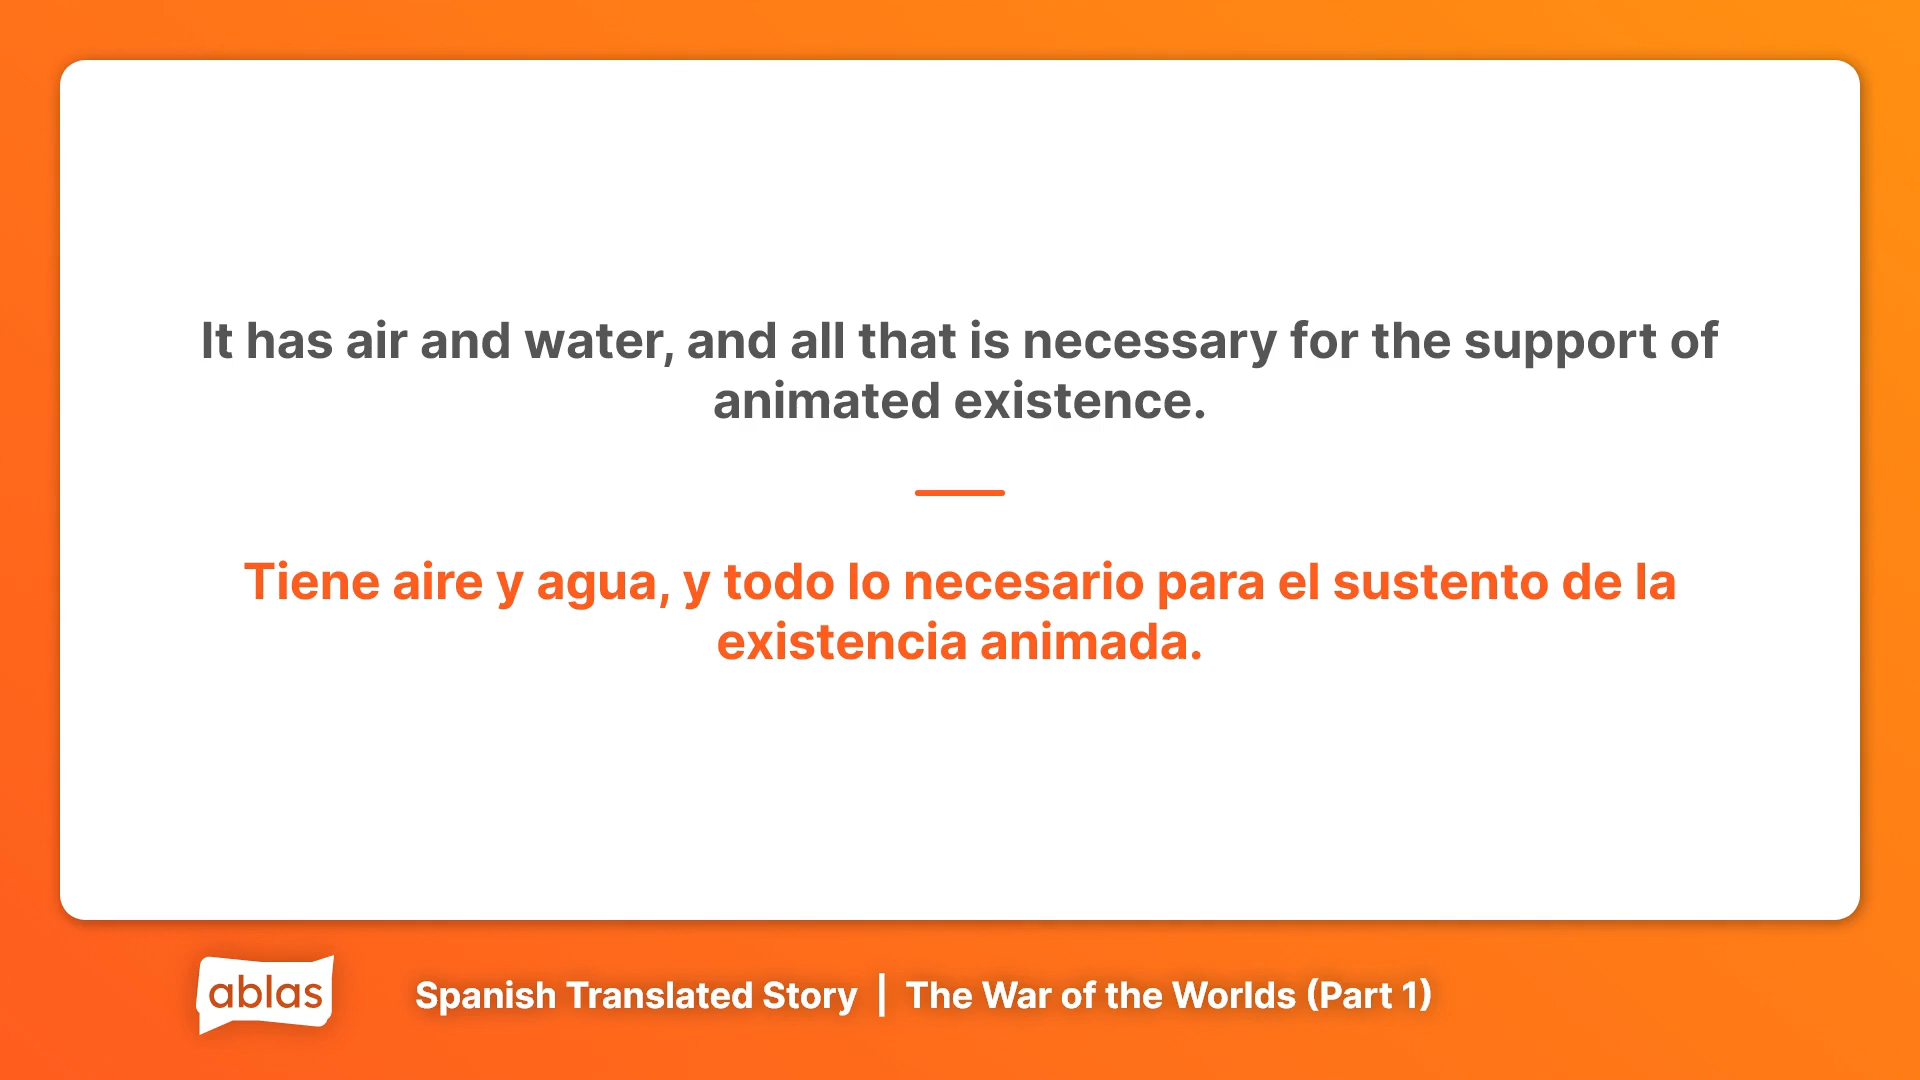 It has air and water, and all that is necessary for the support of
animated existence.
Tiene aire y agua, y todo lo necesario para el sustento de la
existencia animada.
ablas
Spanish Translated Story | The War of the Worlds (Part 1)